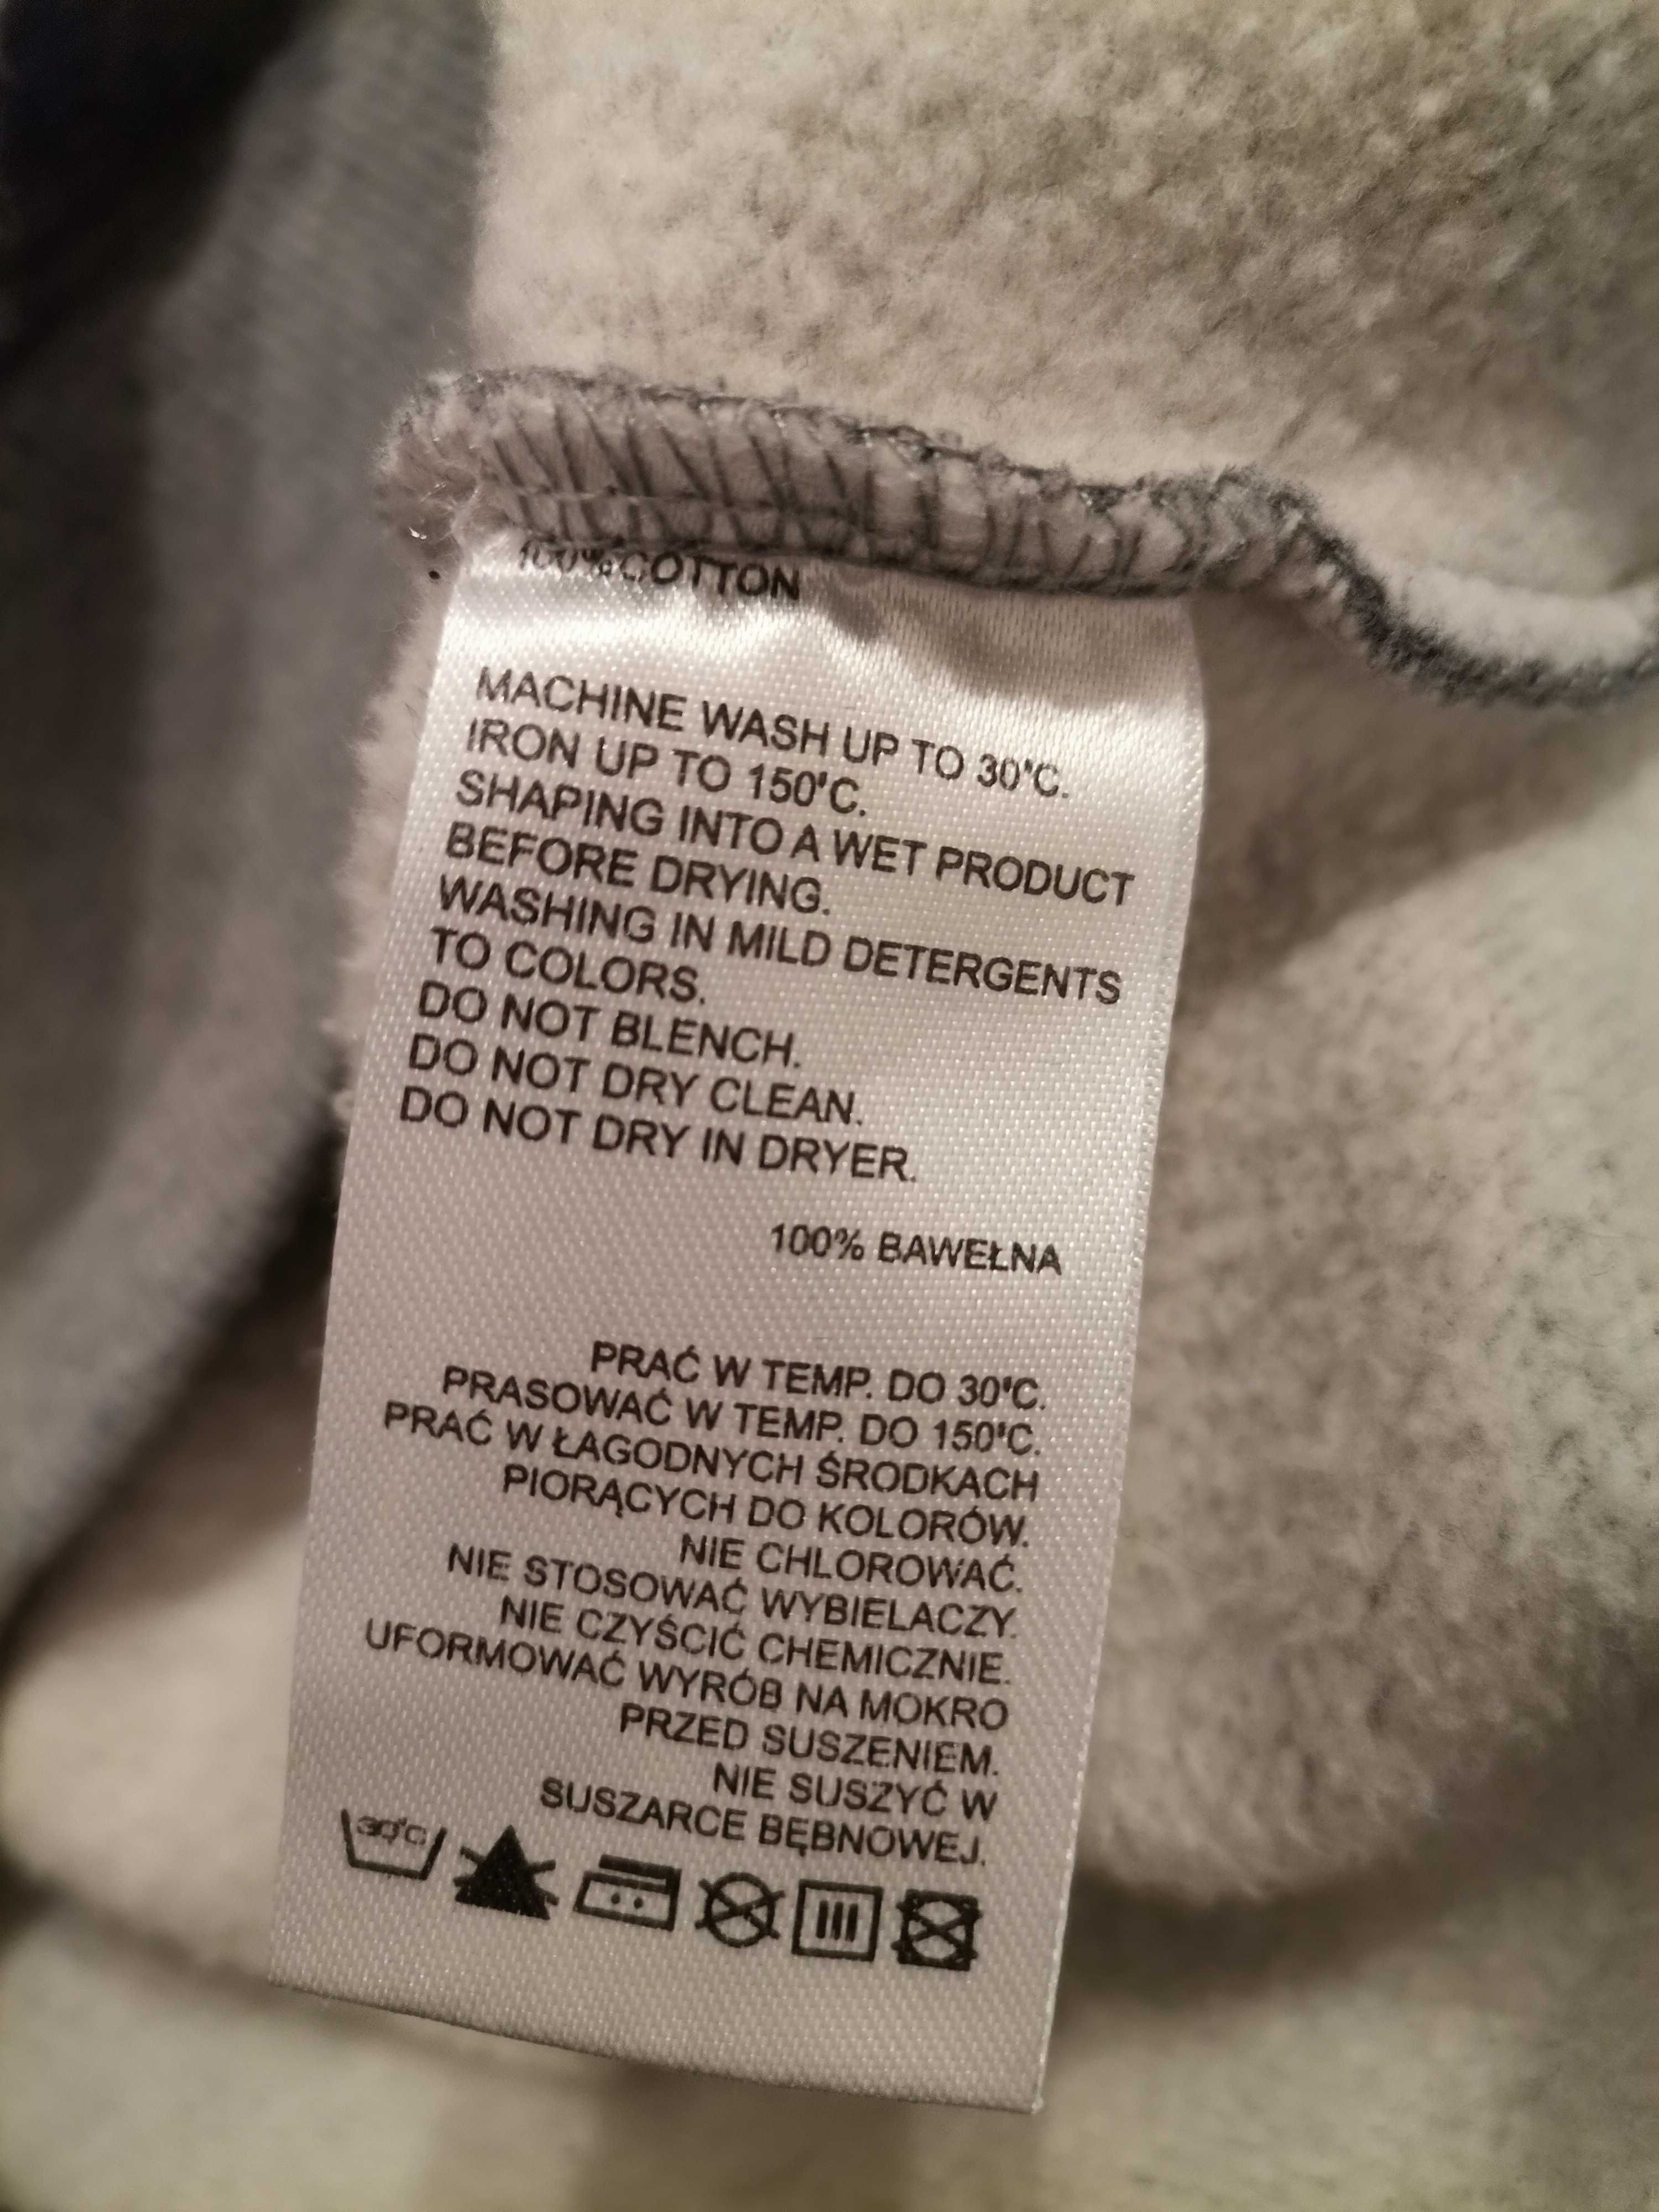 100% COTTON
MACHINE WASH UP TO 30'C.
IRON UP TO 150'C.
SHAPING INTO A WET PRODUCT
BEFORE DRYING.
WASHING IN MILD DETERGENTS
TO COLORS.
DO NOT BLENCH.
DO NOT DRY CLEAN.
DO NOT DRY IN DRYER.
100% BAWEŁNA
PRAĆ W TEMP. DO 30'C.
PRASOWAĆ W TEMP. DO 150'C.
PRAĆ W ŁAGODNYCH ŚRODKACH
PIORĄCYCH DO KOLORÓW.
NIE CHLOROWAĆ.
NIE STOSOWAĆ WYBIELACZY.
NIE CZYŚCIĆ CHEMICZNIE.
UFORMOWAĆ WYRÓB NA MOKRO
PRZED SUSZENIEM.
NIE SUSZYĆ W
SUSZARCE BĘBNOWEJ.
30°C